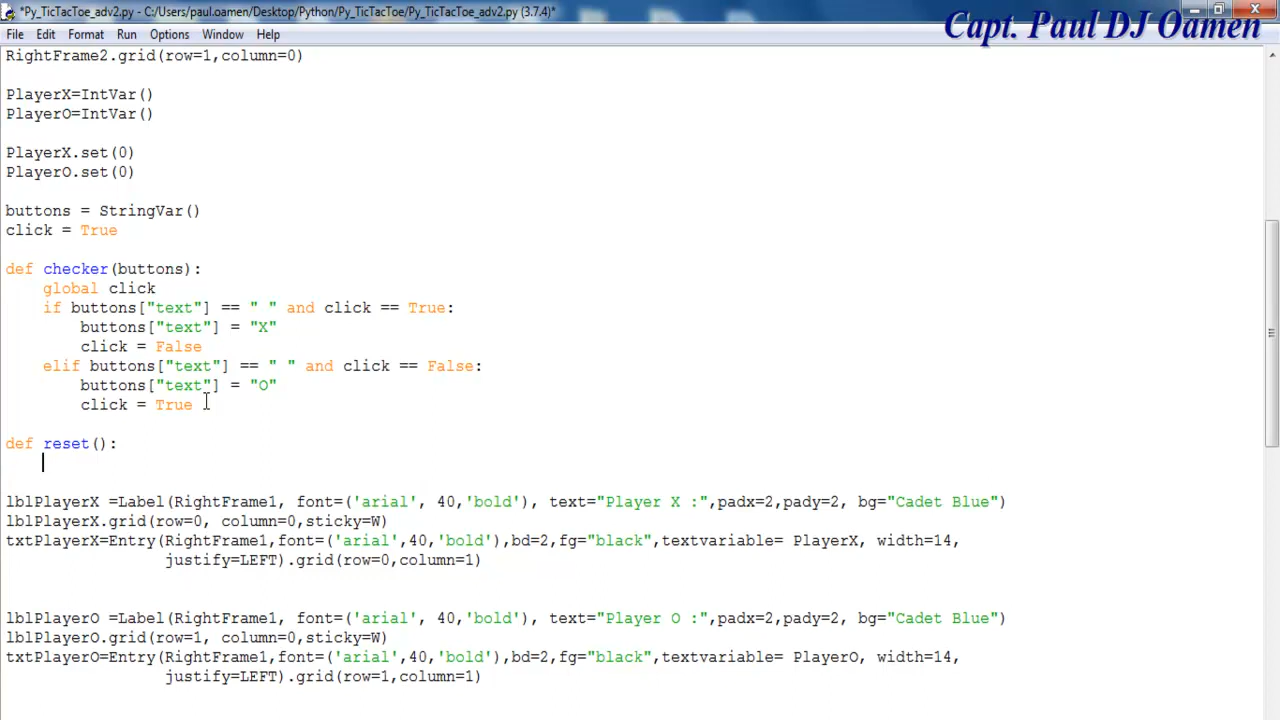 *Py_TicTacToe_adv2.py - C:/Users/paul.oamen/Desktop/Python/Py_TicTacToe/Py_TicTacToe_adv2.py (3.7.4)*
Capt. Paul DJ Oamen
File Edit Format Run Options Window Help
RightFrame2.grid(row=1,column=0)
PlayerX=IntVar()
PlayerO=IntVar()
PlayerX.set(0)
PlayerO.set(0)
buttons = StringVar()
click = True
def checker(buttons):
    global click
    if buttons["text"] == " " and click == True:
        buttons["text"] = "X"
        click = False
    elif buttons["text"] == " " and click == False:
        buttons["text"] = "O"
        click = True
def reset():
lblPlayerX =Label(RightFrame1, font=('arial', 40,'bold'), text="Player X :",padx=2,pady=2, bg="Cadet Blue")
lblPlayerX.grid(row=0, column=0,sticky=W)
txtPlayerX=Entry(RightFrame1,font=('arial',40,'bold'),bd=2,fg="black",textvariable= PlayerX, width=14,
                 justify=LEFT).grid(row=0,column=1)
lblPlayerO =Label(RightFrame1, font=('arial', 40,'bold'), text="Player O :",padx=2,pady=2, bg="Cadet Blue")
lblPlayerO.grid(row=1, column=0,sticky=W)
txtPlayerO=Entry(RightFrame1,font=('arial',40,'bold'),bd=2,fg="black",textvariable= PlayerO, width=14,
                 justify=LEFT).grid(row=1,column=1)